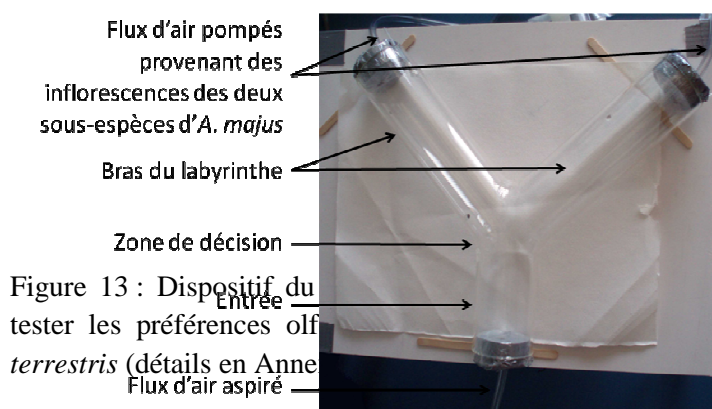 Flux d'air pompés
provenant des
inflorescences des deux
sous-espèces d'A. majus
Bras du labyrinthe
Zone de décision
Entrée
Flux d'air aspiré
Figure 13 : Dispositif du
tester les préférences olf
terrestris (détails en Anne